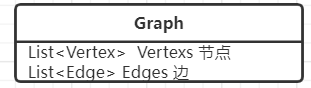 Graph
List<Vertex> Vertexs 节点
List<Edge> Edges 边